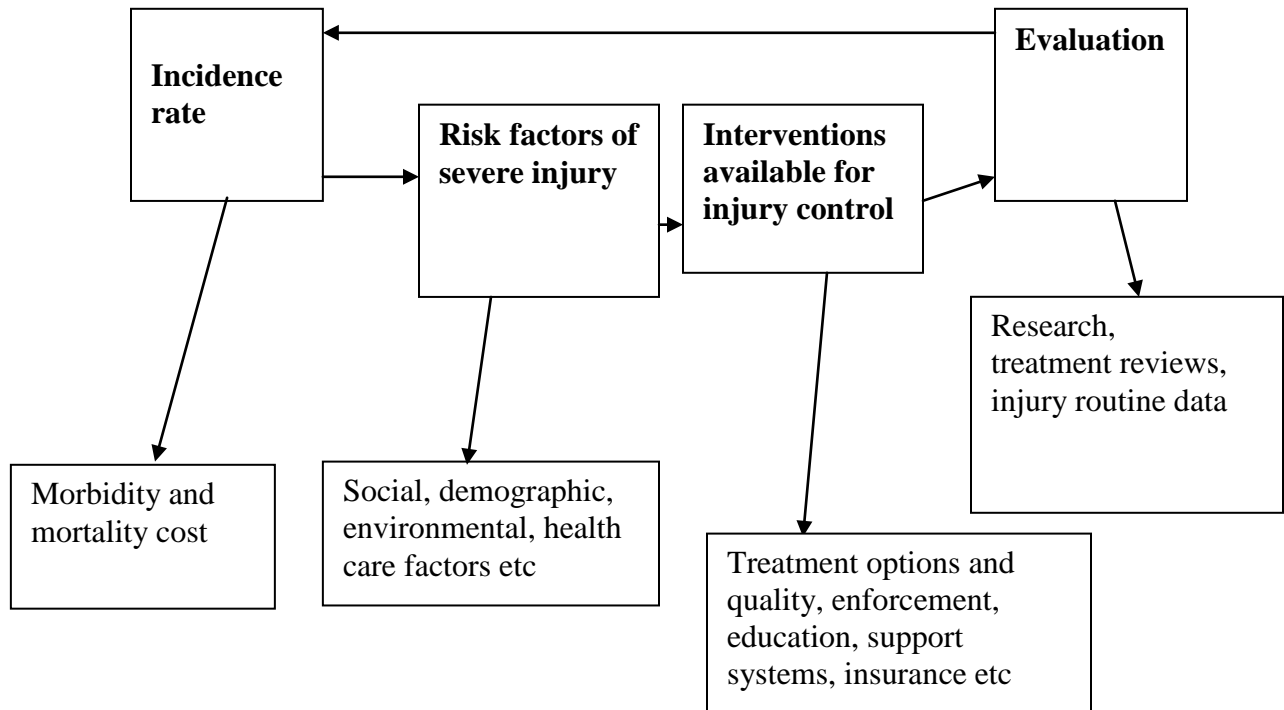 Incidence
rate
Risk factors of
severe injury
Interventions
available for
injury control
Evaluation
Morbidity and
mortality cost
Social, demographic,
environmental, health
care factors etc
Treatment options and
quality, enforcement,
education, support
systems, insurance etc
Research,
treatment reviews,
injury routine data